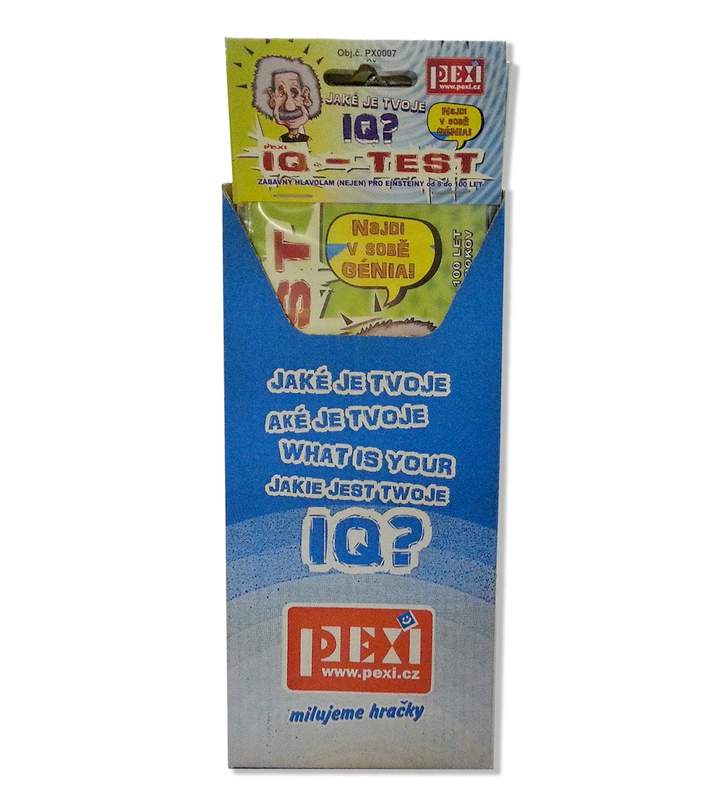 Obj.č. PX0007
PEXI
www.pexi.cz
JAKÉ JE TVOJE
IQ?
NAJDI
V SOBĚ
GÉNIA!
PEXI
IQ - TEST
ZÁBAVNÝ HLAVOLAM (NEJEN) PRO EINSTEINY od 8 do 100 LET
ST
NAJDI
V SOBĚ
GÉNIA!
100 LET
ROKOV
JAKÉ JE TVOJE
AKÉ JE TVOJE
WHAT IS YOUR
JAKIE JEST TWOJE
IQ?
PEXI
www.pexi.cz
milujeme hračky